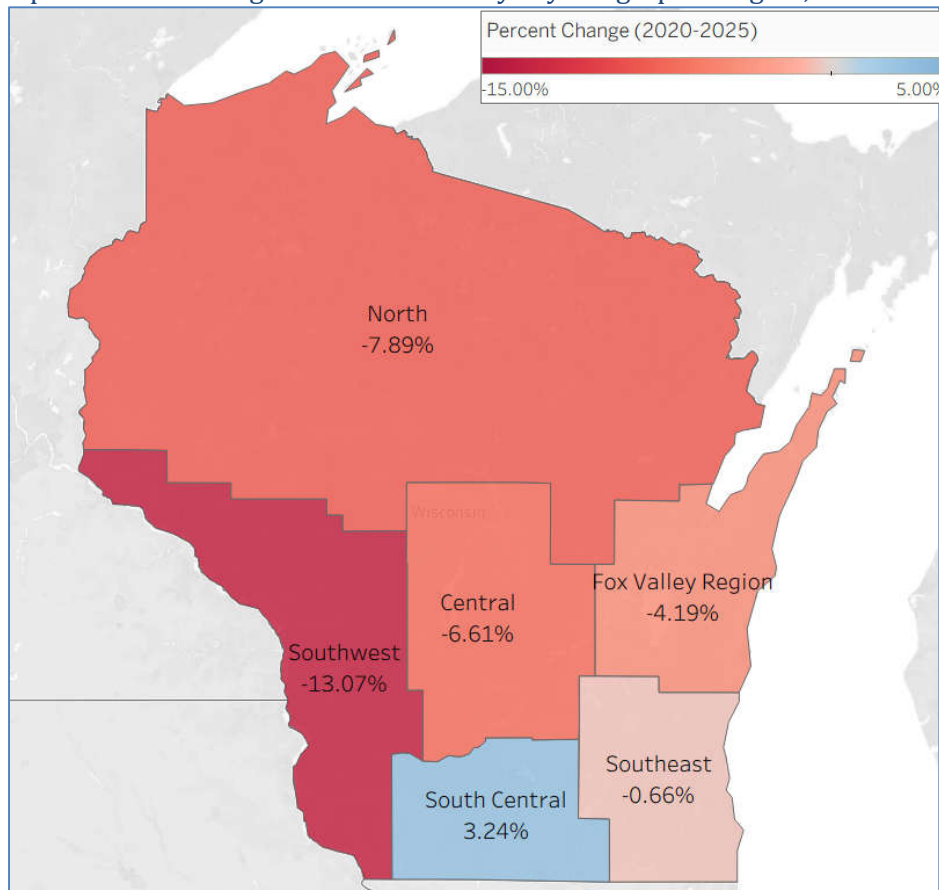 Percent Change (2020-2025)
-15.00%
5.00%
North
-7.89%
Wisconsin
Fox Valley Region
-4.19%
Central
-6.61%
Southwest
-13.07%
Southeast
-0.66%
South Central
3.24%